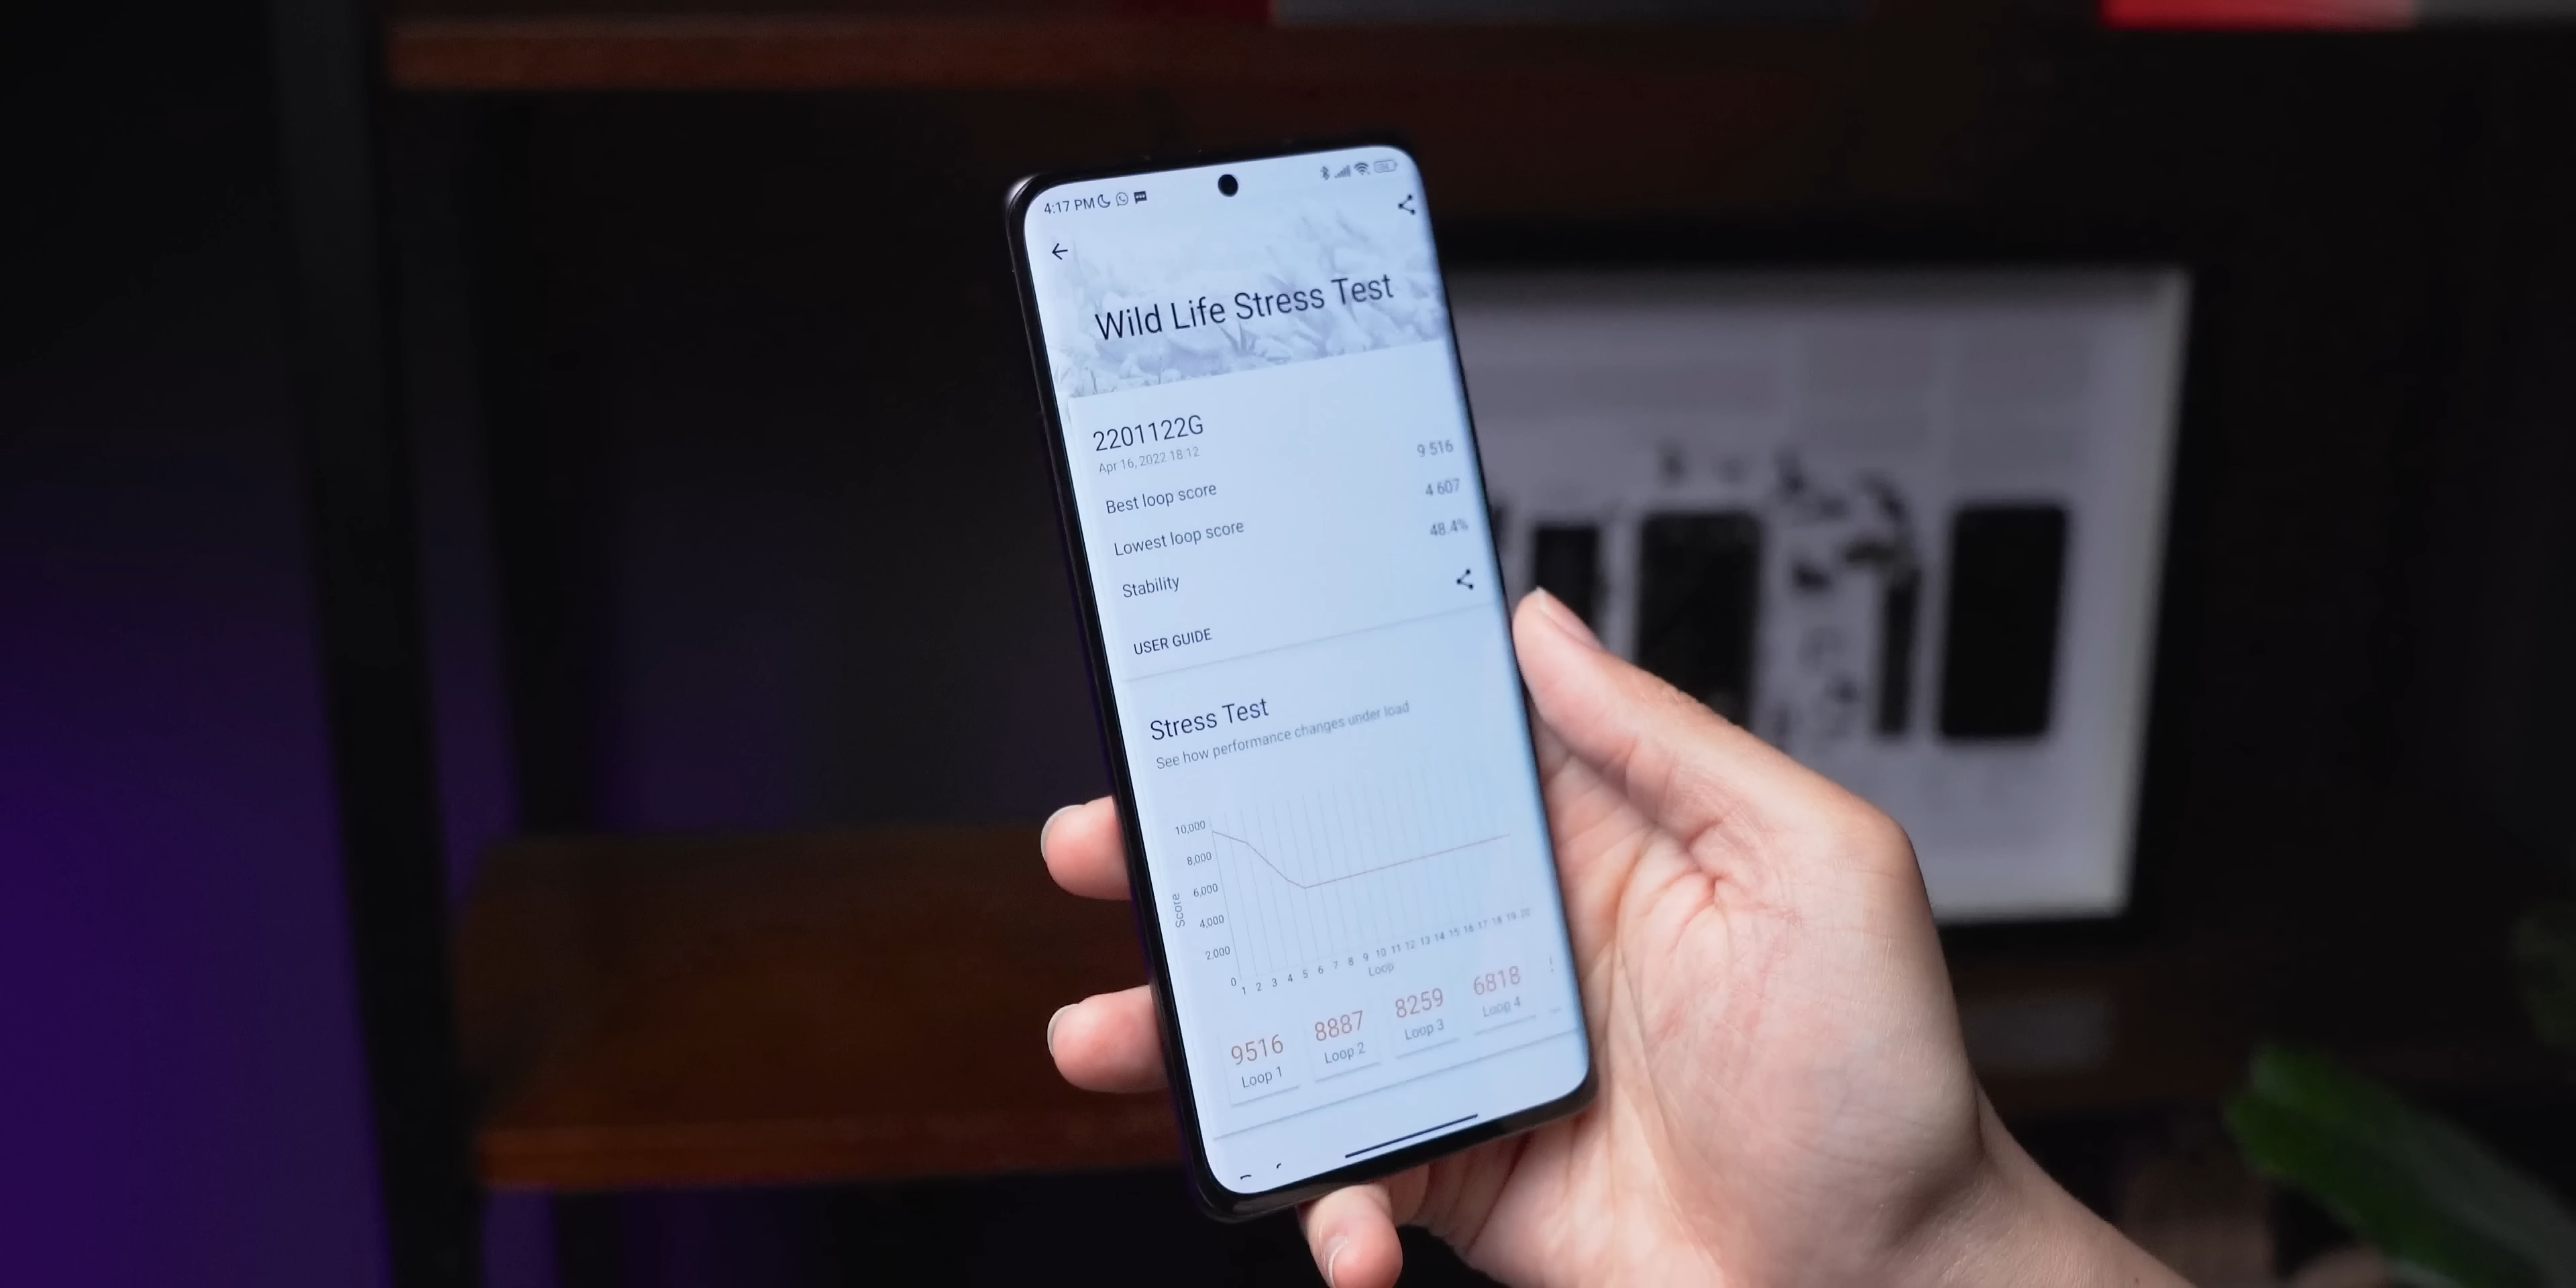 4:17 PM
Wild Life Stress Test
2201122G
Apr 16, 2022 18:12
Best loop score 9 516
Lowest loop score 4 607
Stability 48.4%
USER GUIDE
Stress Test
See how performance changes under load
10,000
8,000
6,000
4,000
2,000
0
Score
1 2 3 4 5 6 7 8 9 10 11 12 13 14 15 16 17 18 19 20
Loop
9516 8887 8259 6818
Loop 1 Loop 2 Loop 3 Loop 4